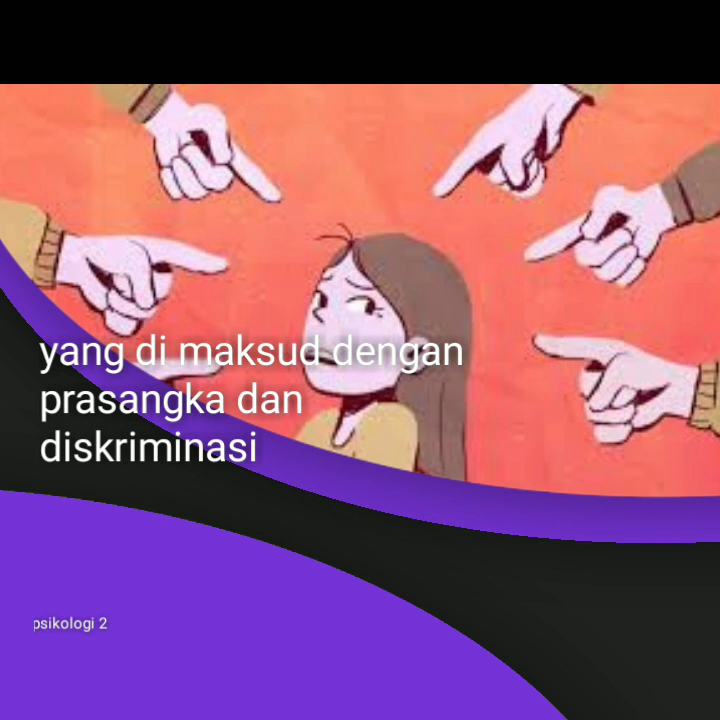 yang di maksud dengan
prasangka dan
diskriminasi
psikologi 2